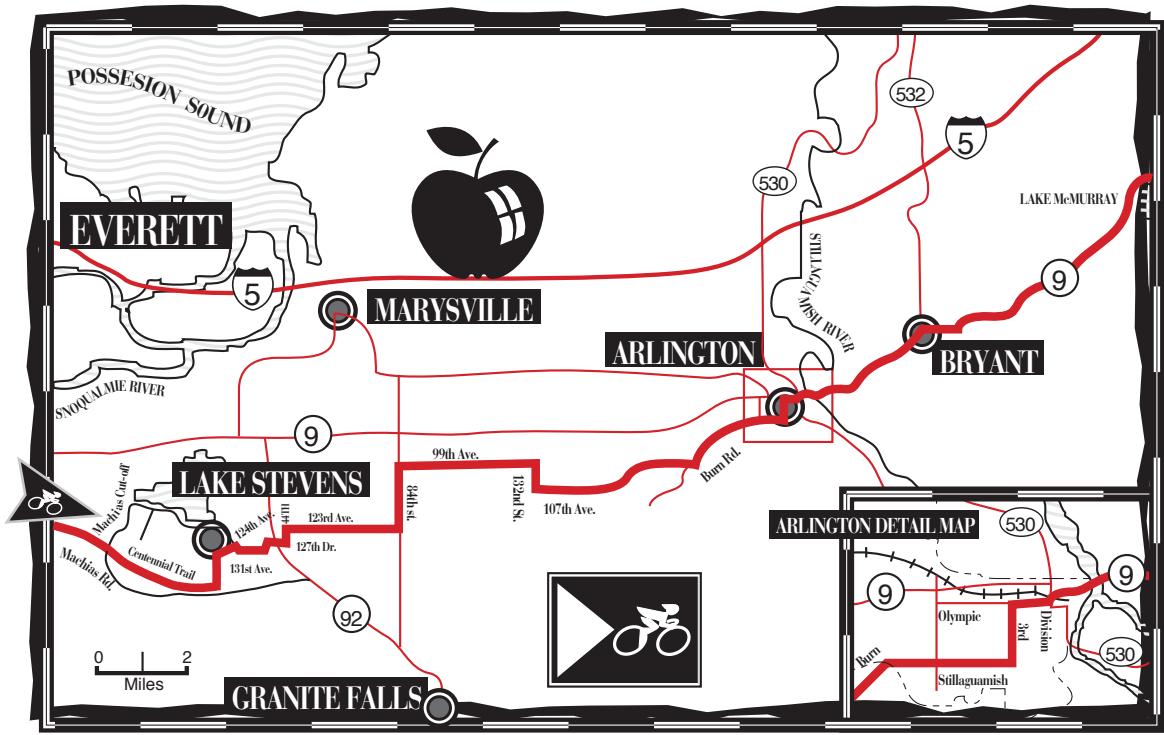 POSSESION SOUND
532
5
530
LAKE McMURRAY
EVERETT
STILLAGUAMISH RIVER
9
5
MARYSVILLE
ARLINGTON
BRYANT
SNOQUALMIE RIVER
9
99th Ave.
Burn Rd.
LAKE STEVENS
Machias Cut-off
84th st.
132nd St.
107th Ave.
124th Ave.
44TH
123rd Ave.
127th Dr.
131st Ave.
Centennial Trail
Machias Rd.
92
0 2
Miles
GRANITE FALLS
ARLINGTON DETAIL MAP
530
9
9
Olympic
3rd
Division
Burn
530
Stillaguamish